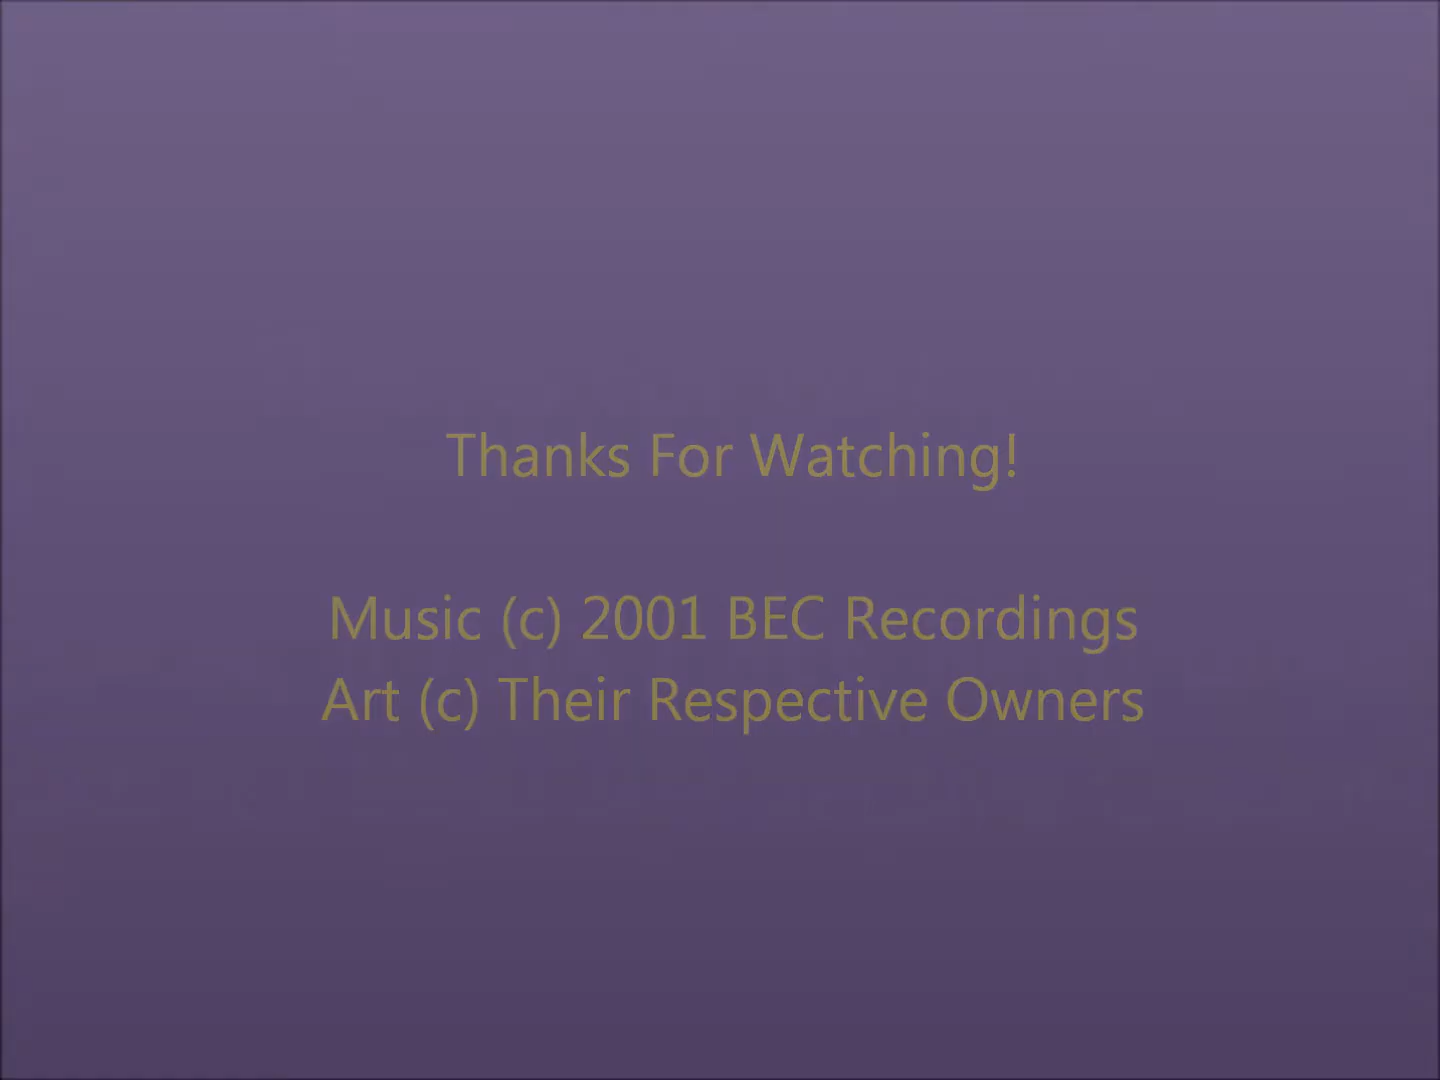 Thanks For Watching!
Music (c) 2001 BEC Recordings
Art (c) Their Respective Owners